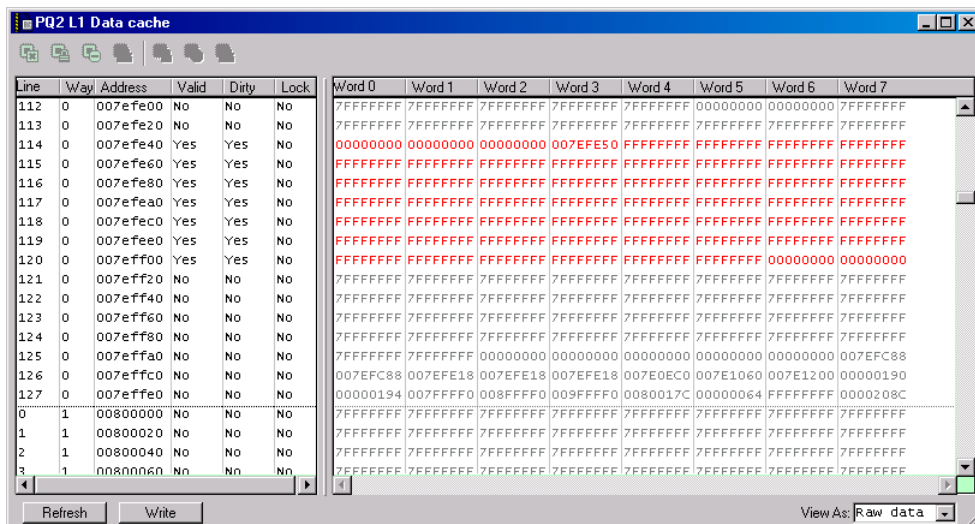 PQ2 L1 Data cache
Line Way Address Valid Dirty Lock Word 0 Word 1 Word 2 Word 3 Word 4 Word 5 Word 6 Word 7
112 0 007efe00 No No No 7FFFFFFF 7FFFFFFF 7FFFFFFF 7FFFFFFF 7FFFFFFF 00000000 00000000 7FFFFFFF
113 0 007efe20 No No No 7FFFFFFF 7FFFFFFF 7FFFFFFF 7FFFFFFF 7FFFFFFF 7FFFFFFF 7FFFFFFF 7FFFFFFF
114 0 007efe40 Yes Yes No 00000000 00000000 00000000 007EFE50 FFFFFFFF FFFFFFFF FFFFFFFF FFFFFFFF
115 0 007efe60 Yes Yes No FFFFFFFF FFFFFFFF FFFFFFFF FFFFFFFF FFFFFFFF FFFFFFFF FFFFFFFF FFFFFFFF
116 0 007efe80 Yes Yes No FFFFFFFF FFFFFFFF FFFFFFFF FFFFFFFF FFFFFFFF FFFFFFFF FFFFFFFF FFFFFFFF
117 0 007efea0 Yes Yes No FFFFFFFF FFFFFFFF FFFFFFFF FFFFFFFF FFFFFFFF FFFFFFFF FFFFFFFF FFFFFFFF
118 0 007efec0 Yes Yes No FFFFFFFF FFFFFFFF FFFFFFFF FFFFFFFF FFFFFFFF FFFFFFFF FFFFFFFF FFFFFFFF
119 0 007efee0 Yes Yes No FFFFFFFF FFFFFFFF FFFFFFFF FFFFFFFF FFFFFFFF FFFFFFFF FFFFFFFF FFFFFFFF
120 0 007eff00 Yes Yes No FFFFFFFF FFFFFFFF FFFFFFFF FFFFFFFF FFFFFFFF FFFFFFFF 00000000 00000000
121 0 007eff20 No No No 7FFFFFFF 7FFFFFFF 7FFFFFFF 7FFFFFFF 7FFFFFFF 7FFFFFFF 7FFFFFFF 7FFFFFFF
122 0 007eff40 No No No 7FFFFFFF 7FFFFFFF 7FFFFFFF 7FFFFFFF 7FFFFFFF 7FFFFFFF 7FFFFFFF 7FFFFFFF
123 0 007eff60 No No No 7FFFFFFF 7FFFFFFF 7FFFFFFF 7FFFFFFF 7FFFFFFF 7FFFFFFF 7FFFFFFF 7FFFFFFF
124 0 007eff80 No No No 7FFFFFFF 7FFFFFFF 7FFFFFFF 7FFFFFFF 7FFFFFFF 7FFFFFFF 7FFFFFFF 7FFFFFFF
125 0 007effa0 No No No 7FFFFFFF 7FFFFFFF 00000000 00000000 00000000 00000000 00000000 007EFC88
126 0 007effc0 No No No 007EFC88 007EFE18 007EFE18 007EFE18 007E0EC0 007E1060 007E1200 00000190
127 0 007effe0 No No No 00000194 007FFFF0 008FFFF0 009FFFF0 0080017C 00000064 FFFFFFFF 0000208C
0 1 00800000 No No No 7FFFFFFF 7FFFFFFF 7FFFFFFF 7FFFFFFF 7FFFFFFF 7FFFFFFF 7FFFFFFF 7FFFFFFF
1 1 00800020 No No No 7FFFFFFF 7FFFFFFF 7FFFFFFF 7FFFFFFF 7FFFFFFF 7FFFFFFF 7FFFFFFF 7FFFFFFF
2 1 00800040 No No No 7FFFFFFF 7FFFFFFF 7FFFFFFF 7FFFFFFF 7FFFFFFF 7FFFFFFF 7FFFFFFF 7FFFFFFF
3 1 00800060 No No No 7FFFFFFF 7FFFFFFF 7FFFFFFF 7FFFFFFF 7FFFFFFF 7FFFFFFF 7FFFFFFF 7FFFFFFF
Refresh Write View As: Raw data